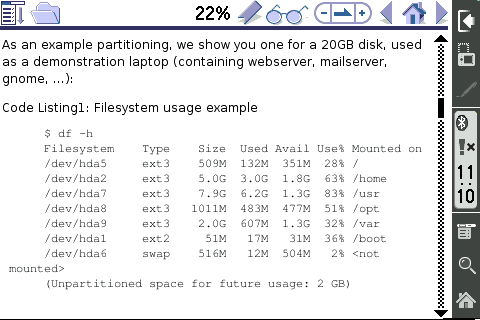 22%
As an example partitioning, we show you one for a 20GB disk, used
as a demonstration laptop (containing webserver, mailserver,
gnome, ...):
Code Listing1: Filesystem usage example
$ df -h
Filesystem    Type    Size  Used Avail Use% Mounted on
/dev/hda5     ext3    509M  132M  351M  28% /
/dev/hda2     ext3    5.0G  3.0G  1.8G  63% /home
/dev/hda7     ext3    7.9G  6.2G  1.3G  83% /usr
/dev/hda8     ext3   1011M  483M  477M  51% /opt
/dev/hda9     ext3    2.0G  607M  1.3G  32% /var
/dev/hda1     ext2     51M   17M   31M  36% /boot
/dev/hda6     swap    516M   12M  504M   2% <not
mounted>
(Unpartitioned space for future usage: 2 GB)
11:
10